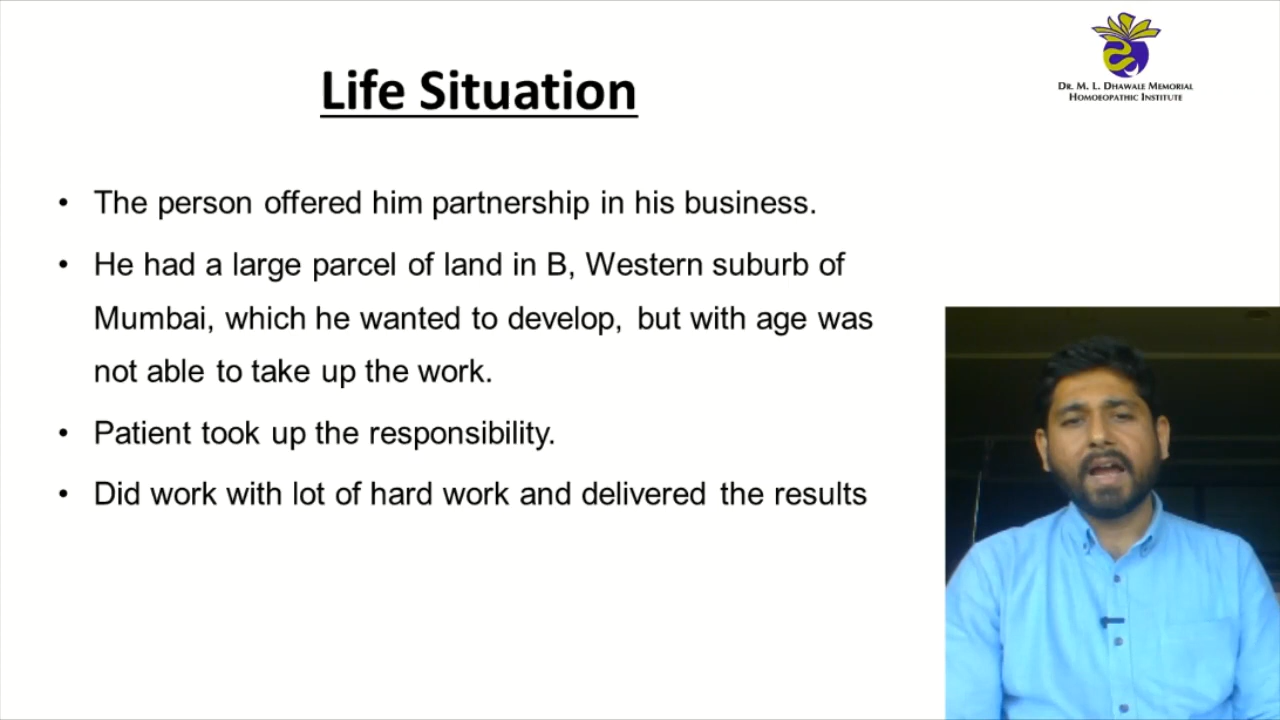 Life Situation
DR. M. L. DHAWALE MEMORIAL
HOMOEOPATHIC INSTITUTE
• The person offered him partnership in his business.
• He had a large parcel of land in B, Western suburb of
Mumbai, which he wanted to develop, but with age was
not able to take up the work.
• Patient took up the responsibility.
• Did work with lot of hard work and delivered the results